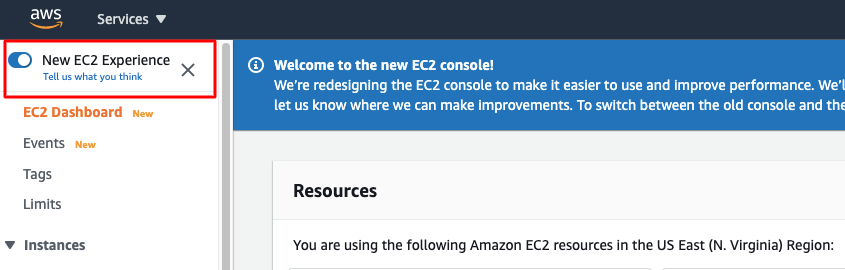 aws
Services ▼
New EC2 Experience
Tell us what you think
EC2 Dashboard New
Events New
Tags
Limits
▼ Instances
Welcome to the new EC2 console!
We're redesigning the EC2 console to make it easier to use and improve performance. We'l
let us know where we can make improvements. To switch between the old console and the
Resources
You are using the following Amazon EC2 resources in the US East (N. Virginia) Region: